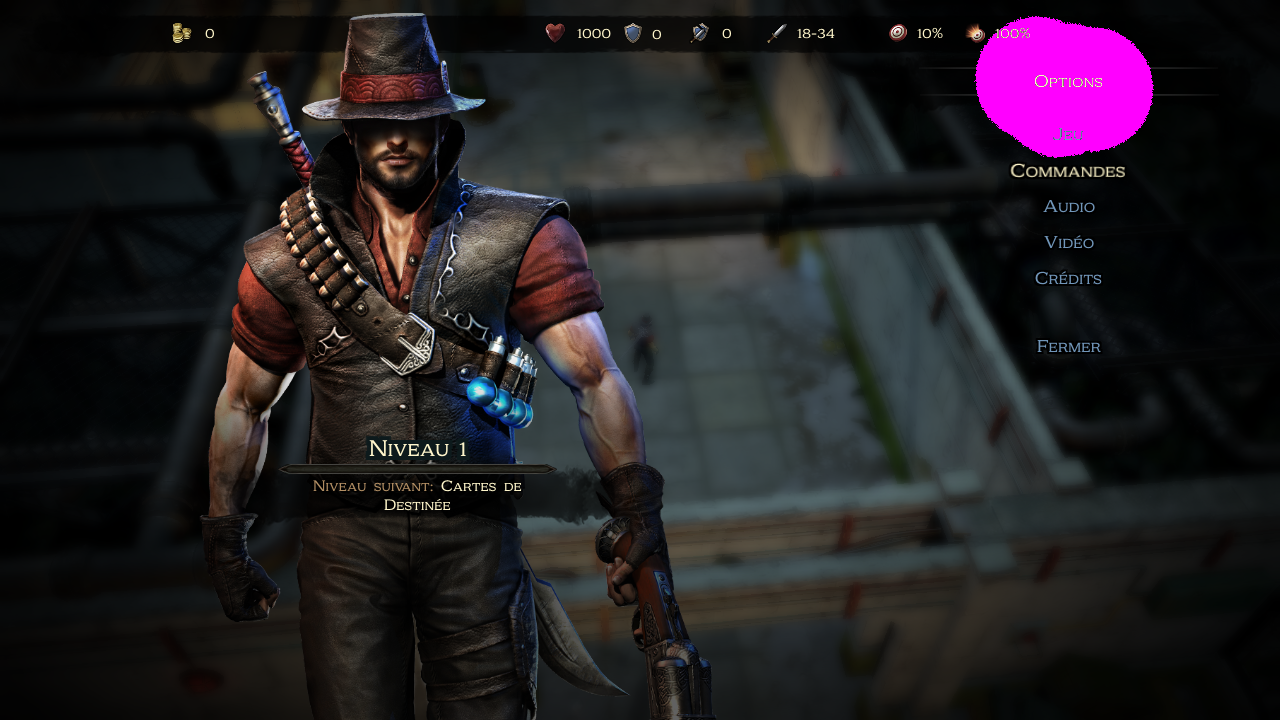 0 1000 0 0 18-34 10% 100%
Options
Jeu
Commandes
Audio
Vidéo
Crédits
Fermer
Niveau 1
Niveau suivant: Cartes de
Destinée